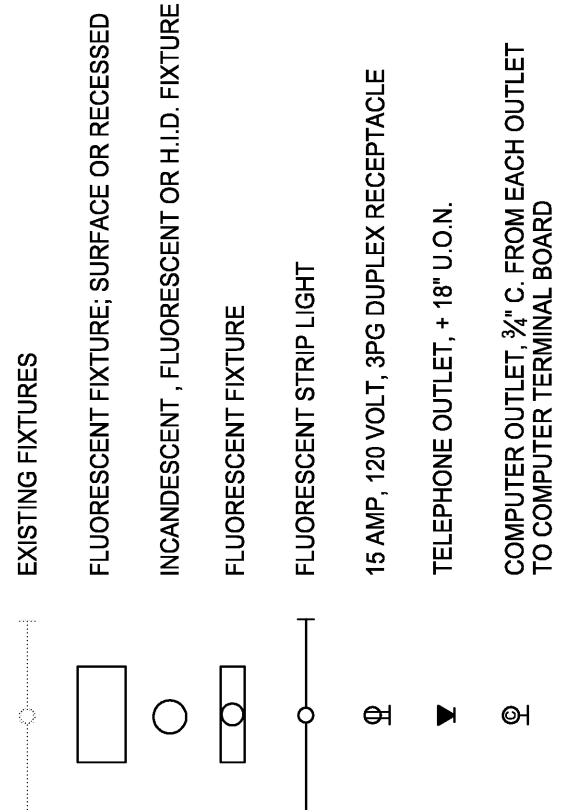 EXISTING FIXTURES
FLUORESCENT FIXTURE; SURFACE OR RECESSED
INCANDESCENT , FLUORESCENT OR H.I.D. FIXTURE
FLUORESCENT FIXTURE
FLUORESCENT STRIP LIGHT
15 AMP, 120 VOLT, 3PG DUPLEX RECEPTACLE
TELEPHONE OUTLET, + 18" U.O.N.
C
COMPUTER OUTLET, ¾" C. FROM EACH OUTLET
TO COMPUTER TERMINAL BOARD